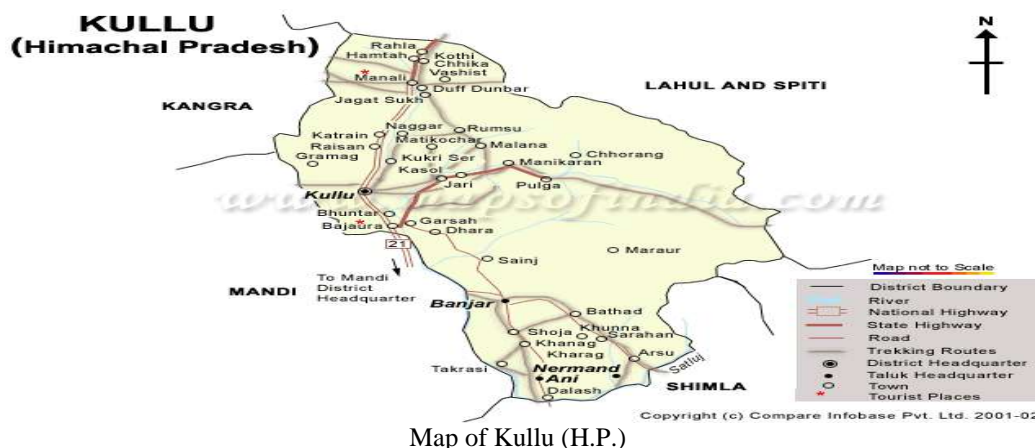 KULLU
(Himachal Pradesh)
N
Rahla
Hamtah
Kothi
Chhika
Vashist
Manali
Duff Dunbar
Jagat Sukh
LAHUL AND SPITI
KANGRA
Naggar
Rumsu
Katrain
Matikochar
Malana
Raisan
Gramag
Kukri Ser
Manikaran
Chhorang
Kasol
Jari
Pulga
Kullu
www.mapsofindia.com
Bhuntar
Garsah
Bajaura
Dhara
21
Sainj
Maraur
To Mandi
District
Headquarter
MANDI
Banjar
Bathad
Shoja
Khunna
Sarahan
Khanag
Kharag
Arsu
Takrasi
Nermand
Ani
Satluj
SHIMLA
Dalash
Map not to Scale
District Boundary
River
National Highway
State Highway
Road
Trekking Routes
District Headquarter
Taluk Headquarter
Town
Tourist Places
Copyright (c) Compare Infobase Pvt. Ltd. 2001-02
Map of Kullu (H.P.)